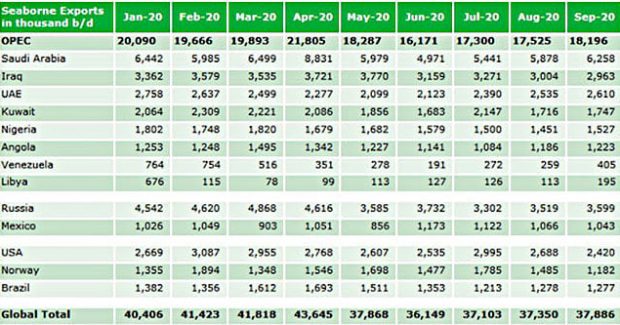 Seaborne Exports in thousand b/d Jan-20 Feb-20 Mar-20 Apr-20 May-20 Jun-20 Jul-20 Aug-20 Sep-20
OPEC 20,090 19,666 19,893 21,805 18,287 16,171 17,300 17,525 18,196
Saudi Arabia 6,442 5,985 6,499 8,831 5,979 4,971 5,441 5,878 6,258
Iraq 3,362 3,579 3,535 3,721 3,770 3,159 3,271 3,004 2,963
UAE 2,758 2,637 2,499 2,277 2,099 2,123 2,390 2,535 2,610
Kuwait 2,064 2,309 2,221 2,086 1,856 1,683 2,147 1,716 1,747
Nigeria 1,802 1,748 1,820 1,679 1,682 1,579 1,500 1,451 1,527
Angola 1,253 1,248 1,495 1,342 1,227 1,141 1,084 1,186 1,223
Venezuela 764 754 516 351 278 191 272 259 405
Libya 676 115 78 99 113 127 126 113 195
Russia 4,542 4,620 4,868 4,616 3,585 3,732 3,302 3,519 3,599
Mexico 1,026 1,049 903 1,051 856 1,173 1,122 1,066 1,043
USA 2,669 3,087 2,955 2,768 2,607 2,535 2,995 2,688 2,420
Norway 1,355 1,894 1,348 1,546 1,698 1,477 1,785 1,485 1,182
Brazil 1,382 1,356 1,612 1,693 1,511 1,353 1,213 1,278 1,277
Global Total 40,406 41,423 41,818 43,645 37,868 36,149 37,103 37,350 37,886